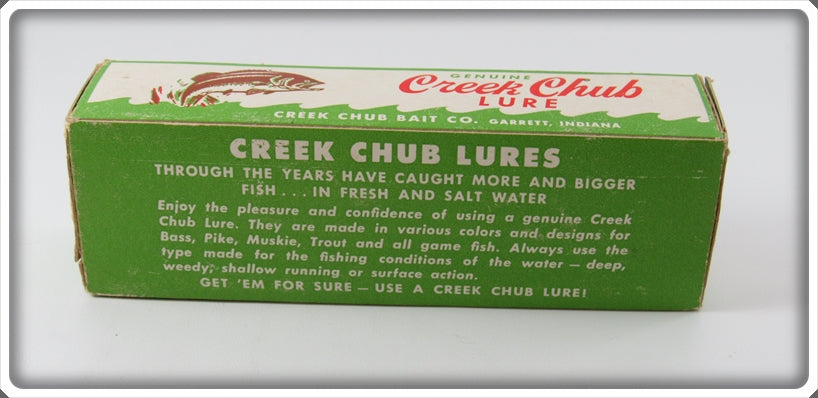 GENUINE
Creek Chub
LURE
CREEK CHUB BAIT CO. GARRETT, INDIANA
CREEK CHUB LURES
THROUGH THE YEARS HAVE CAUGHT MORE AND BIGGER
FISH . . . IN FRESH AND SALT WATER
Enjoy the pleasure and confidence of using a genuine Creek
Chub Lure. They are made in various colors and designs for
Bass, Pike, Muskie, Trout and all game fish. Always use the
type made for the fishing conditions of the water — deep,
weedy, shallow running or surface action.
GET 'EM FOR SURE — USE A CREEK CHUB LURE!